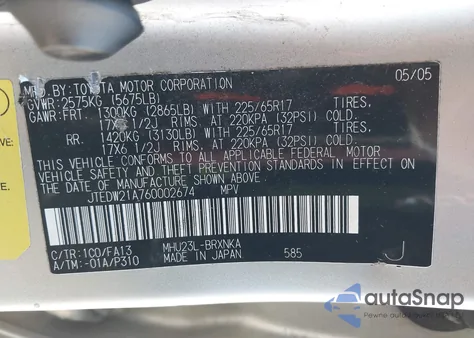 MFD.BY:TOYOTA MOTOR CORPORATION 05/05
GVWR:2575KG (5675LB)
GAWR:FRT. 1300KG (2865LB) WITH 225/65R17 TIRES,
17X6 1/2J RIMS, AT 220KPA (32PSI) COLD.
RR. 1420KG (3130LB) WITH 225/65R17 TIRES,
17X6 1/2J RIMS, AT 220KPA (32PSI) COLD.
THIS VEHICLE CONFORMS TO ALL APPLICABLE FEDERAL MOTOR
VEHICLE SAFETY AND THEFT PREVENTION STANDARDS IN EFFECT
ON THE DATE OF MANUFACTURE SHOWN ABOVE.
JTEDW21A760002674 MPV
C/TR:1C0/FA13 MHU23L-BRXNKA
A/TM:-01A/P310 MADE IN JAPAN 585 J
autoSnap